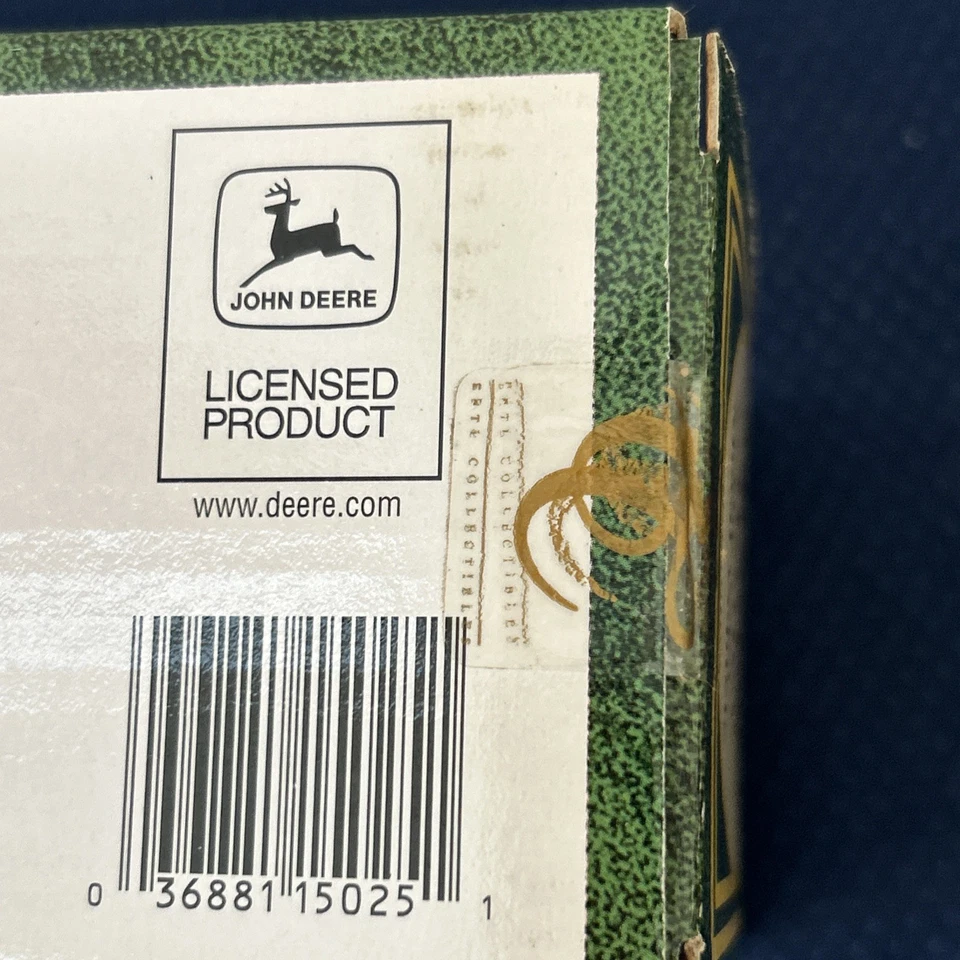 JOHN DEERE
LICENSED
PRODUCT
www.deere.com
ERTL COLLECTIBLES
ERTL COLLECTIBLES
0 36881 15025 1